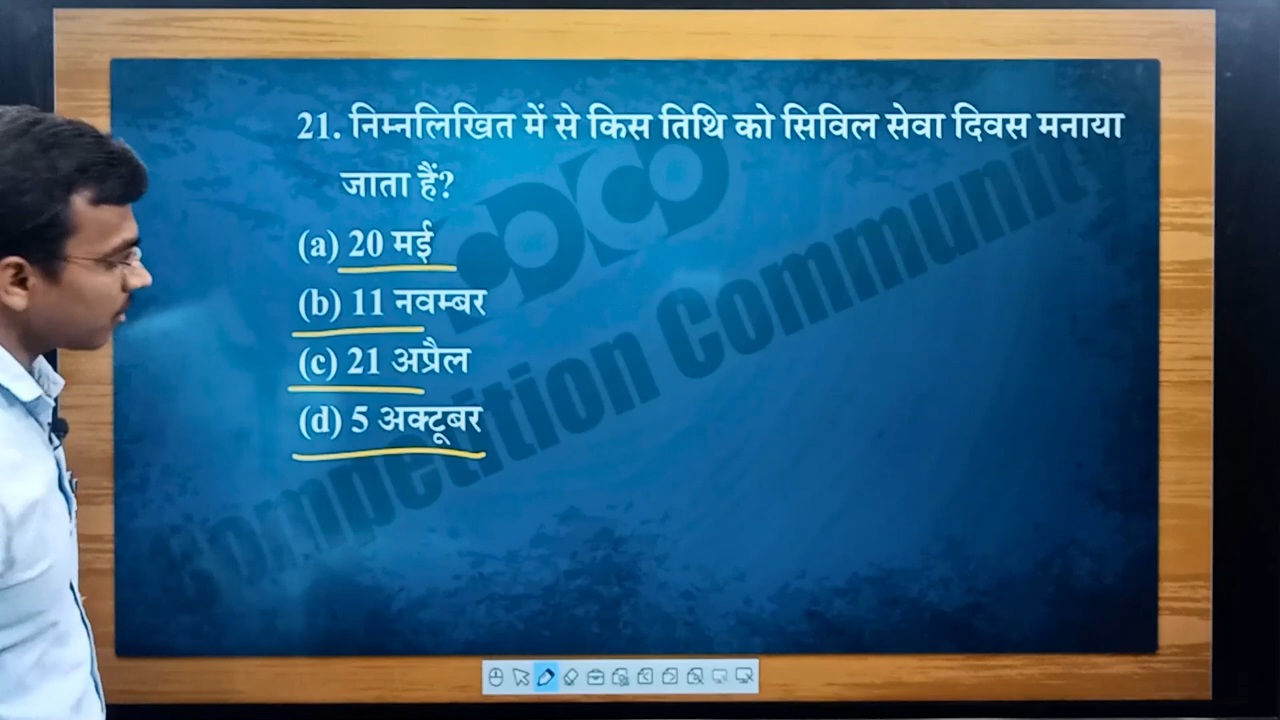 21. निम्नलिखित में से किस तिथि को सिविल सेवा दिवस मनाया
जाता हैं?
(a) 20 मई
(b) 11 नवम्बर
(c) 21 अप्रैल
(d) 5 अक्टूबर
Competition Community